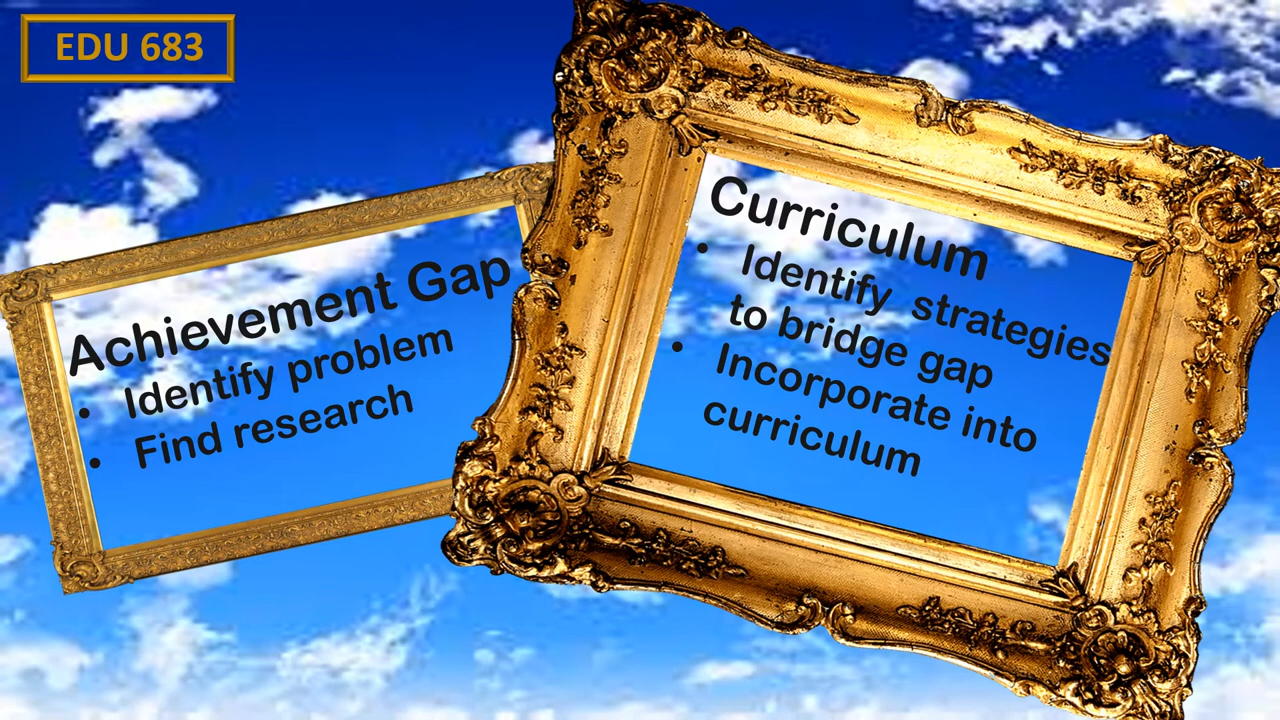 EDU 683
Achievement Gap
• Identify problem
• Find research
Curriculum
• Identify strategies
to bridge gap
• Incorporate into
curriculum